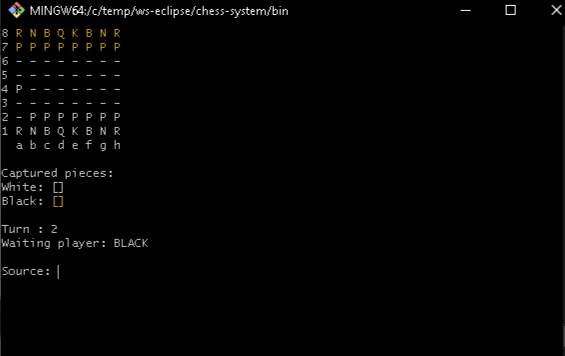 MINGW64:/c/temp/ws-eclipse/chess-system/bin
8 R N B Q K B N R
7 P P P P P P P P
6 - - - - - - - -
5 - - - - - - - -
4 P - - - - - - -
3 - - - - - - - -
2 - P P P P P P P
1 R N B Q K B N R
  a b c d e f g h
Captured pieces:
White: []
Black: []
Turn : 2
Waiting player: BLACK
Source: